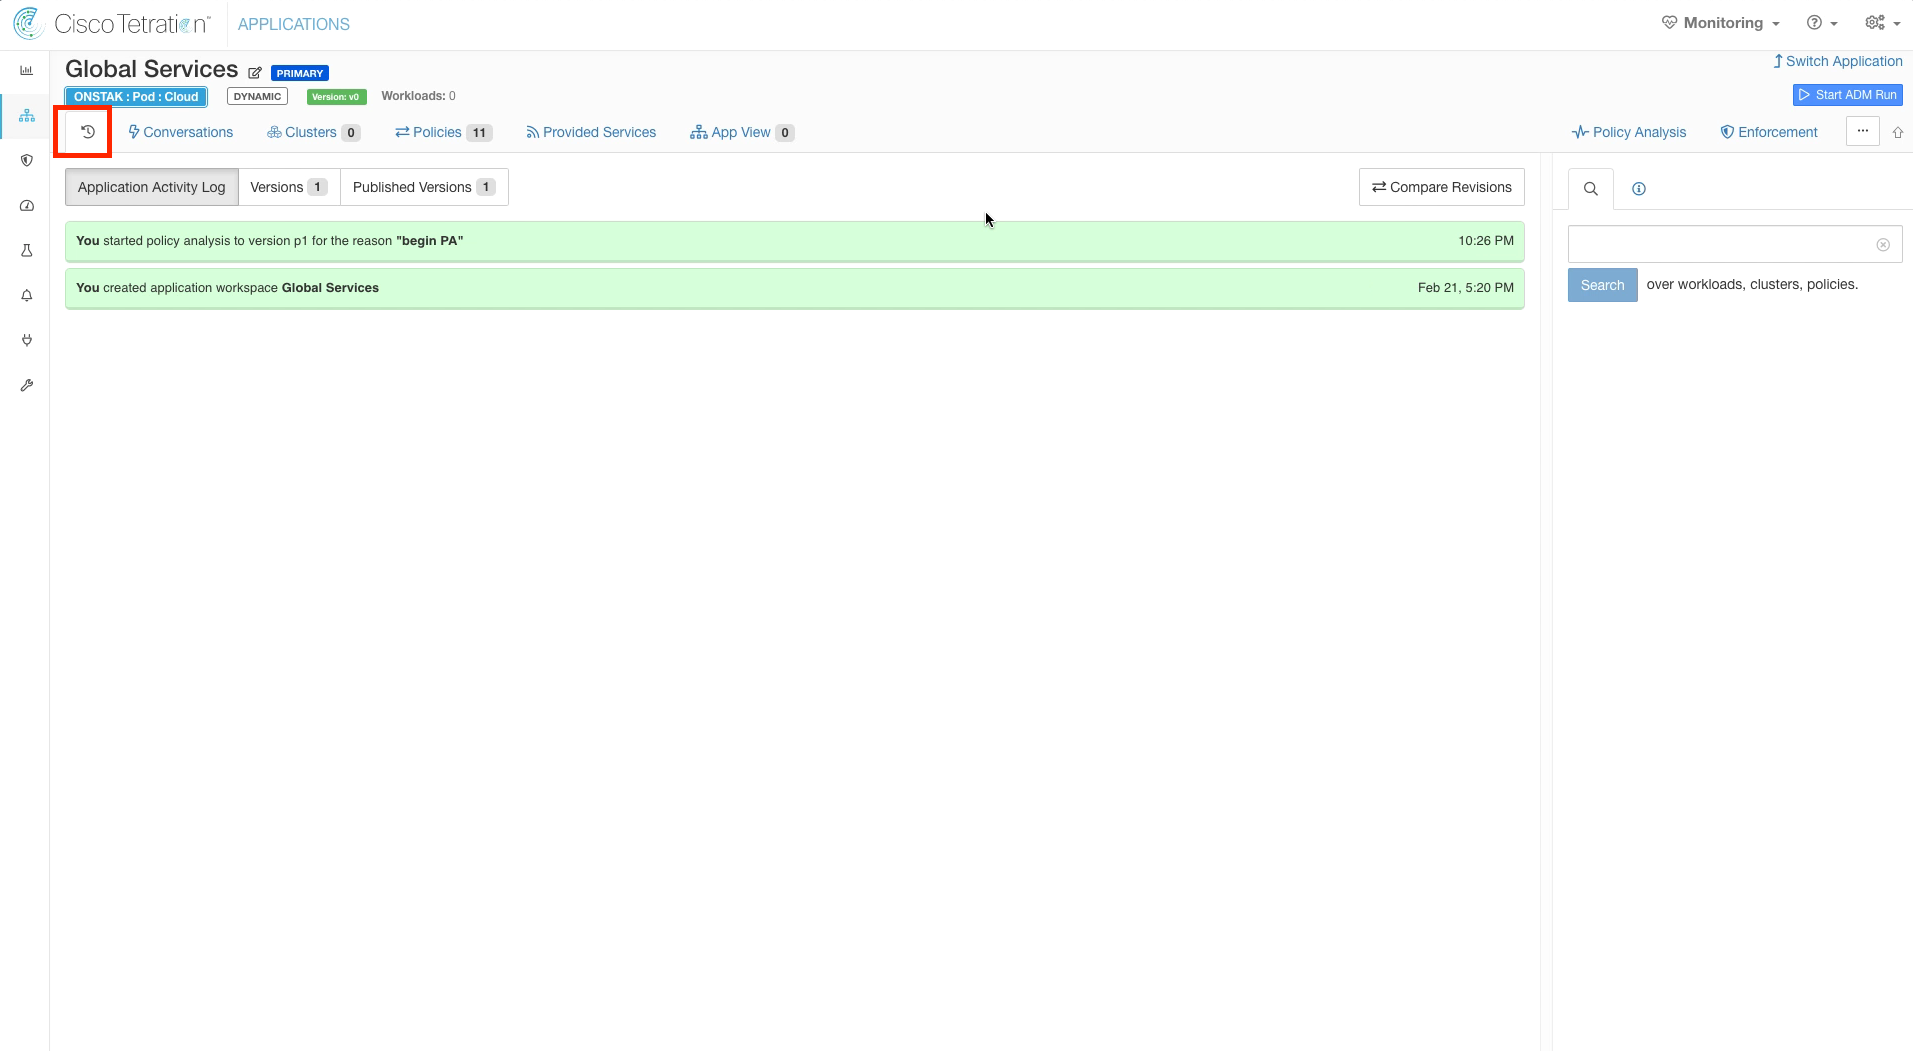 Cisco Tetration™
APPLICATIONS
Monitoring
Global Services PRIMARY
Switch Application
ONSTAK : Pod : Cloud DYNAMIC Version: v0 Workloads: 0
Start ADM Run
Conversations Clusters 0 Policies 11 Provided Services App View 0 Policy Analysis Enforcement ...
Application Activity Log Versions 1 Published Versions 1 Compare Revisions
You started policy analysis to version p1 for the reason "begin PA" 10:26 PM
You created application workspace Global Services Feb 21, 5:20 PM
Search over workloads, clusters, policies.